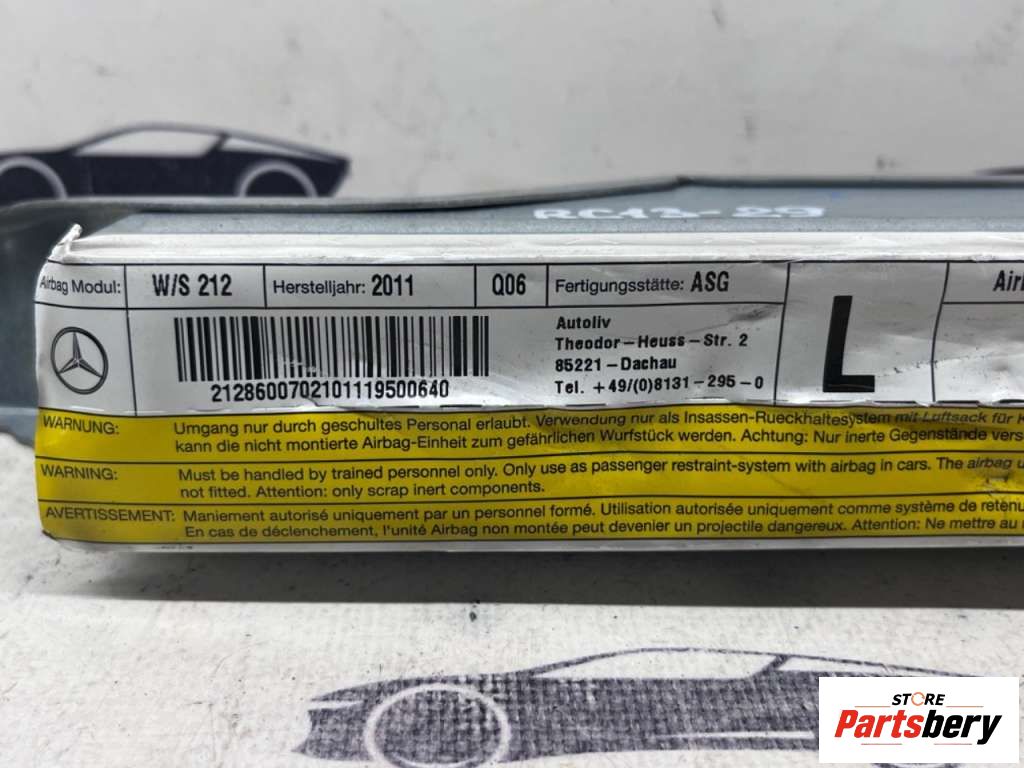 RC13-29
Airbag Modul: W/S 212 Herstelljahr: 2011 Q06 Fertigungsstätte: ASG
2128600702101119500640
Autoliv
Theodor-Heuss-Str. 2
85221-Dachau
Tel. +49/(0)8131-295-0
L
WARNUNG: Umgang nur durch geschultes Personal erlaubt. Verwendung nur als Insassen-Rueckhaltesystem mit Luftsack für
kann die nicht montierte Airbag-Einheit zum gefährlichen Wurfstück werden. Achtung: Nur inerte Gegenstände
WARNING: Must be handled by trained personnel only. Only use as passenger restraint-system with airbag in cars. The airbag
not fitted. Attention: only scrap inert components.
AVERTISSEMENT: Maniement autorisé uniquement par un personnel formé. Utilisation autorisée uniquement comme système de
En cas de déclenchement, l'unité Airbag non montée peut devenir un projectile dangereux. Attention: Ne mettre au
STORE
Partsbery